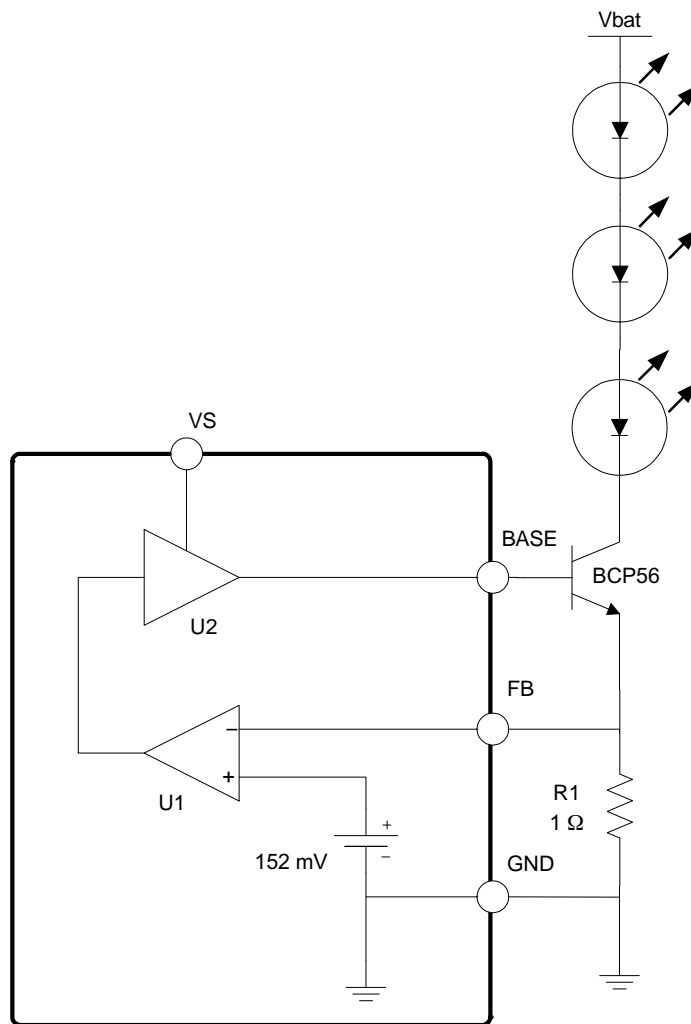 Vbat
VS
BASE
BCP56
U2
FB
−
+
U1
R1
1 Ω
+
−
152 mV
GND